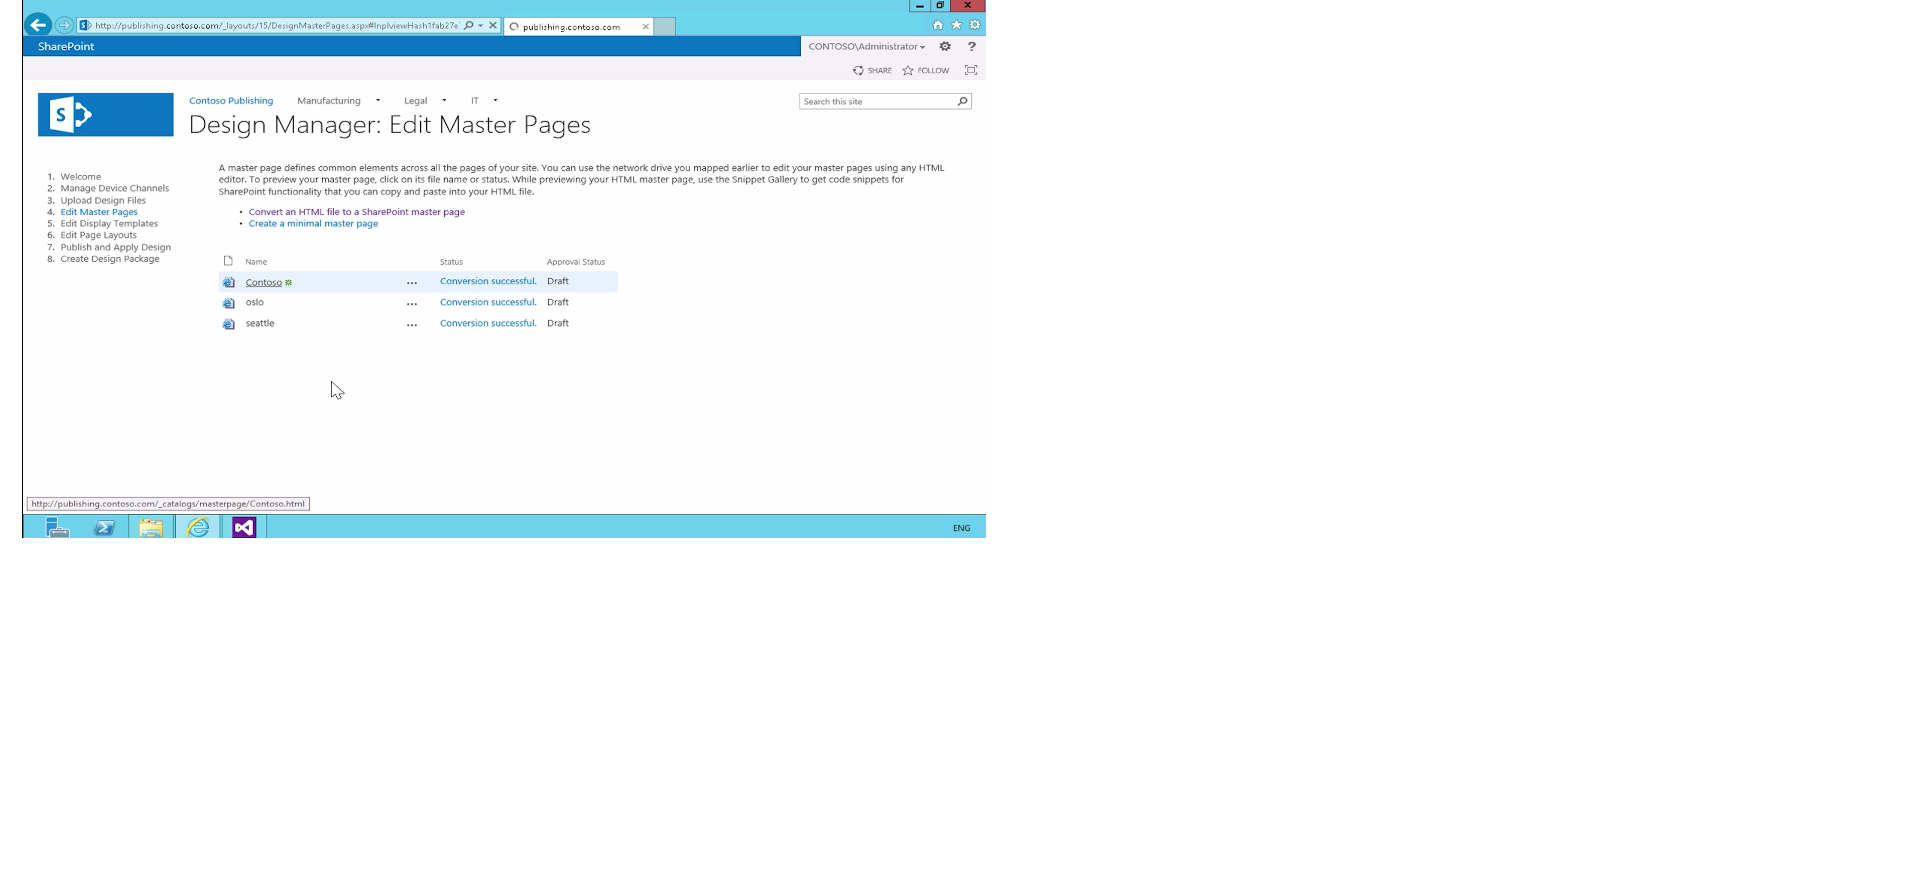 http://publishing.contoso.com/_layouts/15/DesignMasterPages.aspx#InplviewHash1fab27e
publishing.contoso.com
SharePoint
CONTOSO\Administrator
?
SHARE
FOLLOW
S
Contoso Publishing
Manufacturing
Legal
IT
Search this site
Design Manager: Edit Master Pages
A master page defines common elements across all the pages of your site. You can use the network drive you mapped earlier to edit your master pages using any HTML
editor. To preview your master page, click on its file name or status. While previewing your HTML master page, use the Snippet Gallery to get code snippets for
SharePoint functionality that you can copy and paste into your HTML file.
1. Welcome
2. Manage Device Channels
3. Upload Design Files
4. Edit Master Pages
5. Edit Display Templates
6. Edit Page Layouts
7. Publish and Apply Design
8. Create Design Package
• Convert an HTML file to a SharePoint master page
• Create a minimal master page
Name Status Approval Status
Contoso ... Conversion successful. Draft
oslo ... Conversion successful. Draft
seattle ... Conversion successful. Draft
http://publishing.contoso.com/_catalogs/masterpage/Contoso.html
ENG